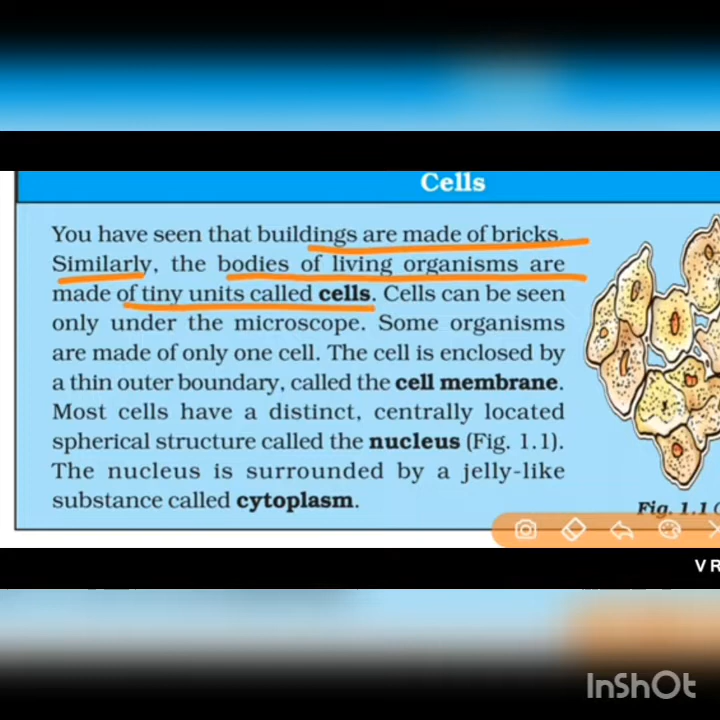 Cells
You have seen that buildings are made of bricks.
Similarly, the bodies of living organisms are
made of tiny units called cells. Cells can be seen
only under the microscope. Some organisms
are made of only one cell. The cell is enclosed by
a thin outer boundary, called the cell membrane.
Most cells have a distinct, centrally located
spherical structure called the nucleus (Fig. 1.1).
The nucleus is surrounded by a jelly-like
substance called cytoplasm.
Fig. 1.1
V R
InShOt